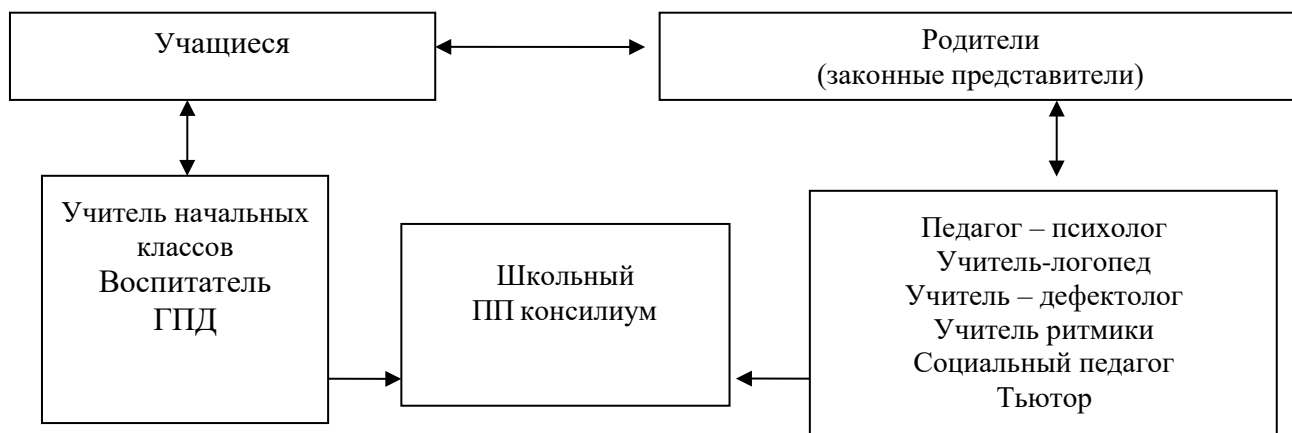 Учащиеся
Родители
(законные представители)
Учитель начальных
классов
Воспитатель
ГПД
Школьный
ПП консилиум
Педагог – психолог
Учитель-логопед
Учитель – дефектолог
Учитель ритмики
Социальный педагог
Тьютор